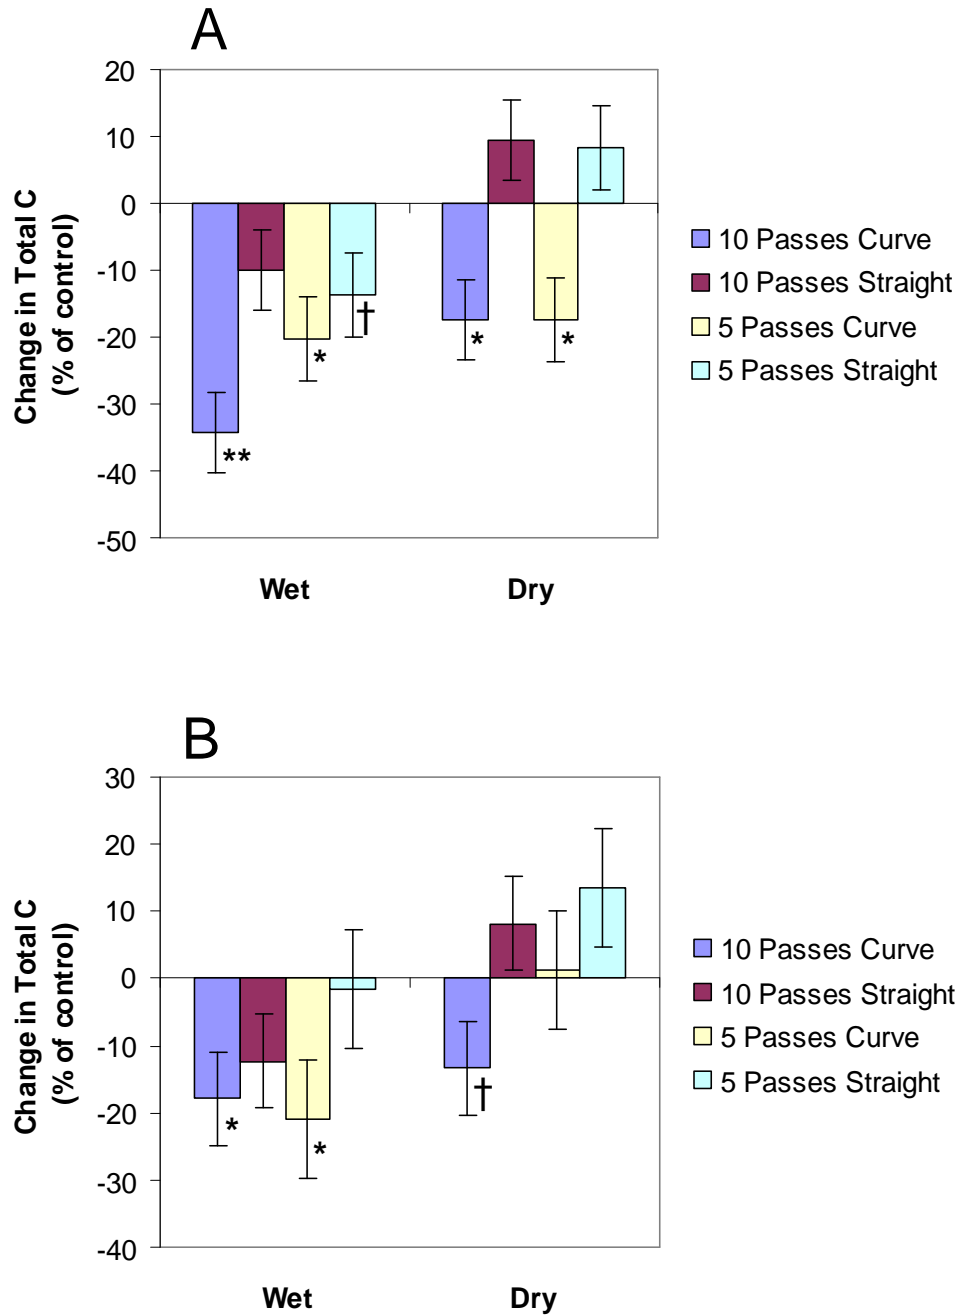 A
20
10
0
-10
-20
-30
-40
-50
Change in Total C
(% of control)
**
*
†
*
*
Wet
Dry
10 Passes Curve
10 Passes Straight
5 Passes Curve
5 Passes Straight
B
30
20
10
0
-10
-20
-30
-40
Change in Total C
(% of control)
*
*
†
Wet
Dry
10 Passes Curve
10 Passes Straight
5 Passes Curve
5 Passes Straight